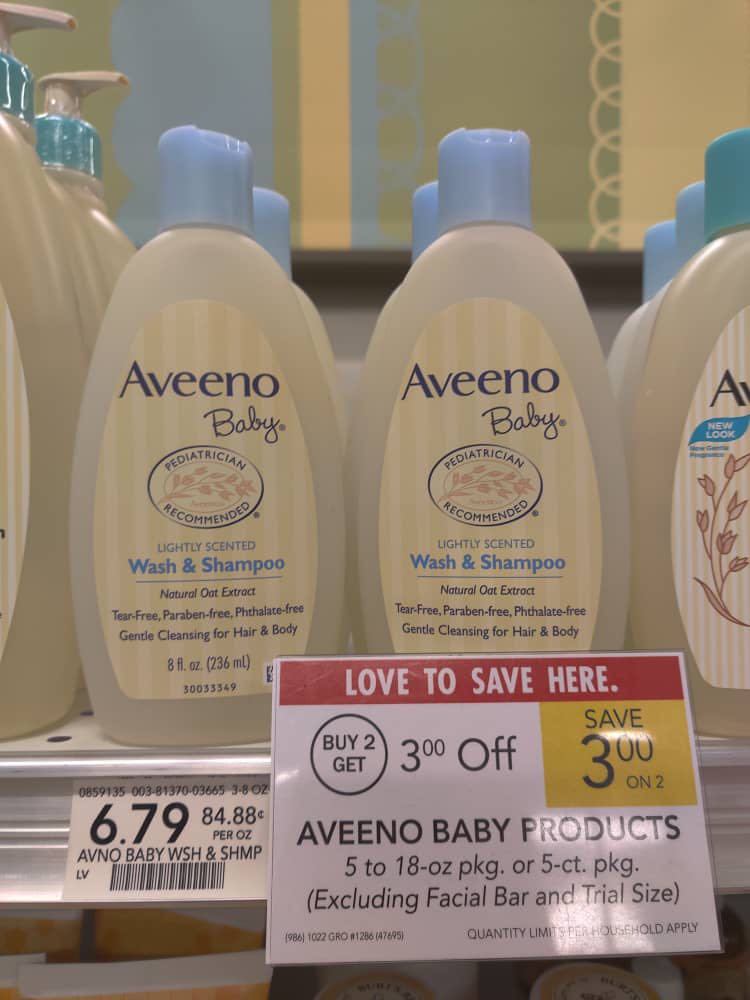 Aveeno
Baby®
PEDIATRICIAN
RECOMMENDED®
LIGHTLY SCENTED
Wash & Shampoo
Natural Oat Extract
Tear-Free, Paraben-free, Phthalate-free
Gentle Cleansing for Hair & Body
8 fl. oz. (236 mL)
30033349
Aveeno
Baby®
PEDIATRICIAN
RECOMMENDED®
LIGHTLY SCENTED
Wash & Shampoo
Natural Oat Extract
Tear-Free, Paraben-free, Phthalate-free
Gentle Cleansing for Hair & Body
Av
NEW
LOOK
New Gentle
Fragrance
LOVE TO SAVE HERE.
BUY 2
GET
3.00 Off
SAVE
3.00
ON 2
AVEENO BABY PRODUCTS
5 to 18-oz pkg. or 5-ct. pkg.
(Excluding Facial Bar and Trial Size)
(986) 1022 GRO #1286 (47695)
QUANTITY LIMITS PER HOUSEHOLD APPLY
0859135 003-81370-03665 3-8 OZ
6.79
84.88¢
PER OZ
AVNO BABY WSH & SHMP
LV
BURT'S